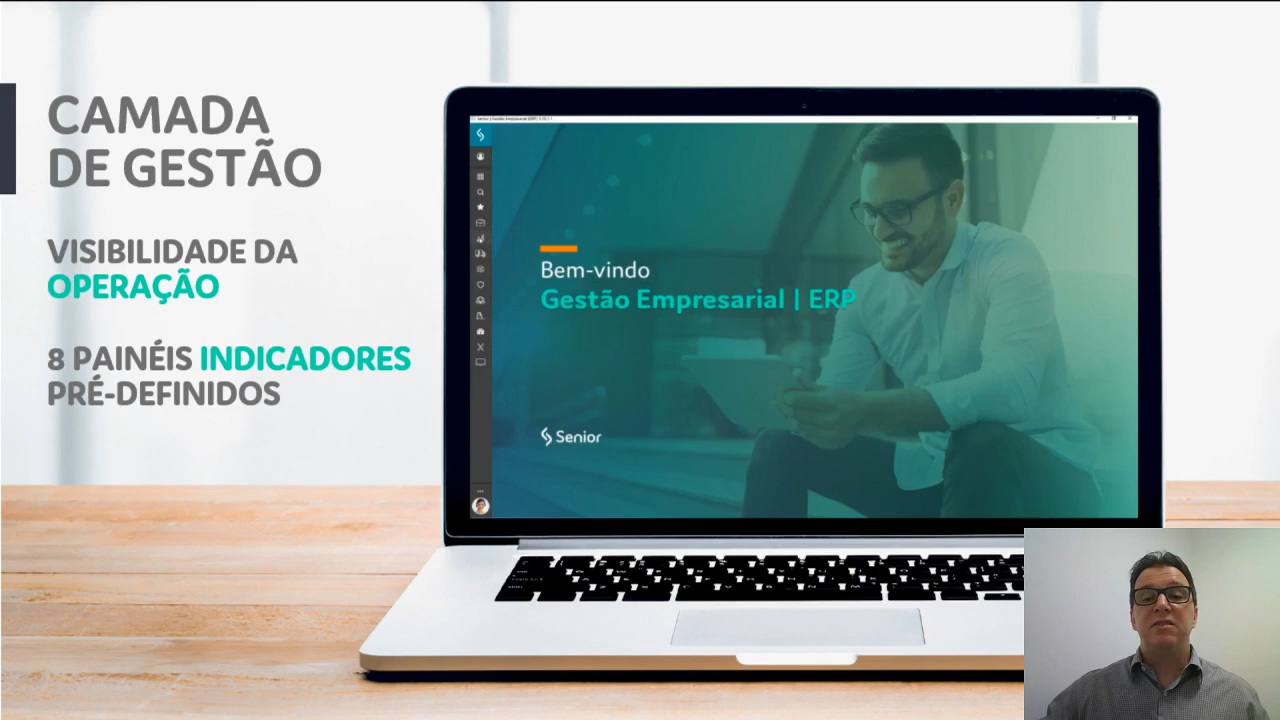 CAMADA
DE GESTÃO
VISIBILIDADE DA
OPERAÇÃO
8 PAINÉIS INDICADORES
PRÉ-DEFINIDOS
Bem-vindo
Gestão Empresarial | ERP
Senior